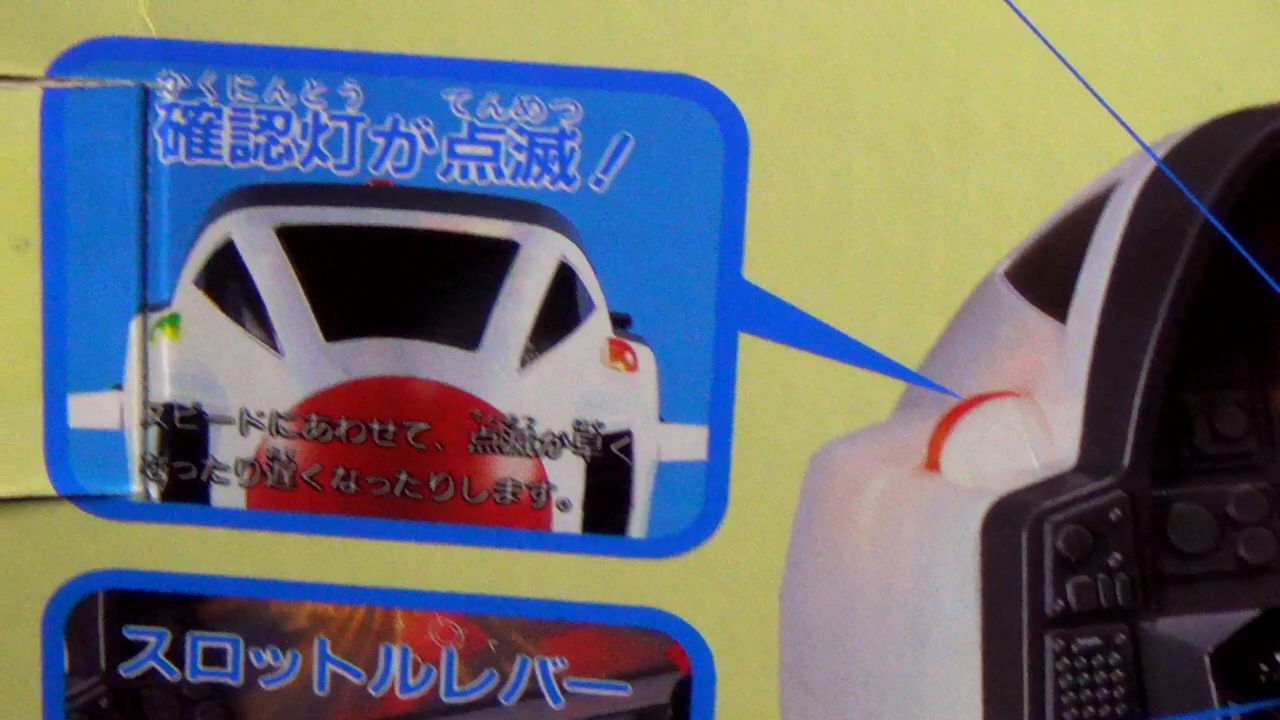 かくにんとう てんめつ
確認灯が点滅!
スピードにあわせて、点滅が早く
なったり遅くなったりします。
スロットルレバー